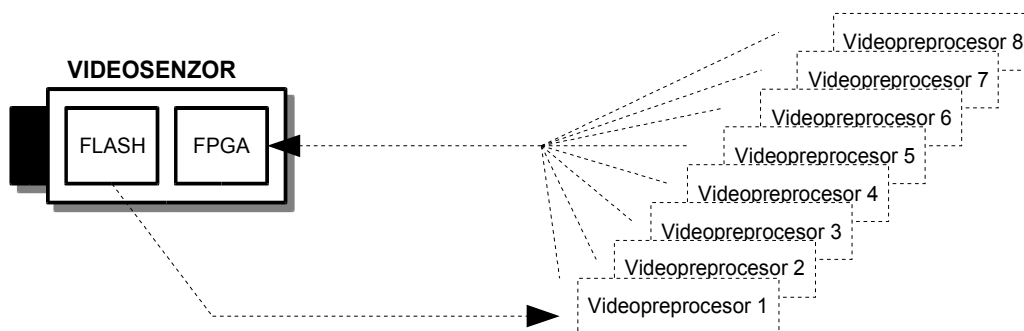 VIDEOSENZOR
FLASH
FPGA
Videopreprocesor 8
Videopreprocesor 7
Videopreprocesor 6
Videopreprocesor 5
Videopreprocesor 4
Videopreprocesor 3
Videopreprocesor 2
Videopreprocesor 1